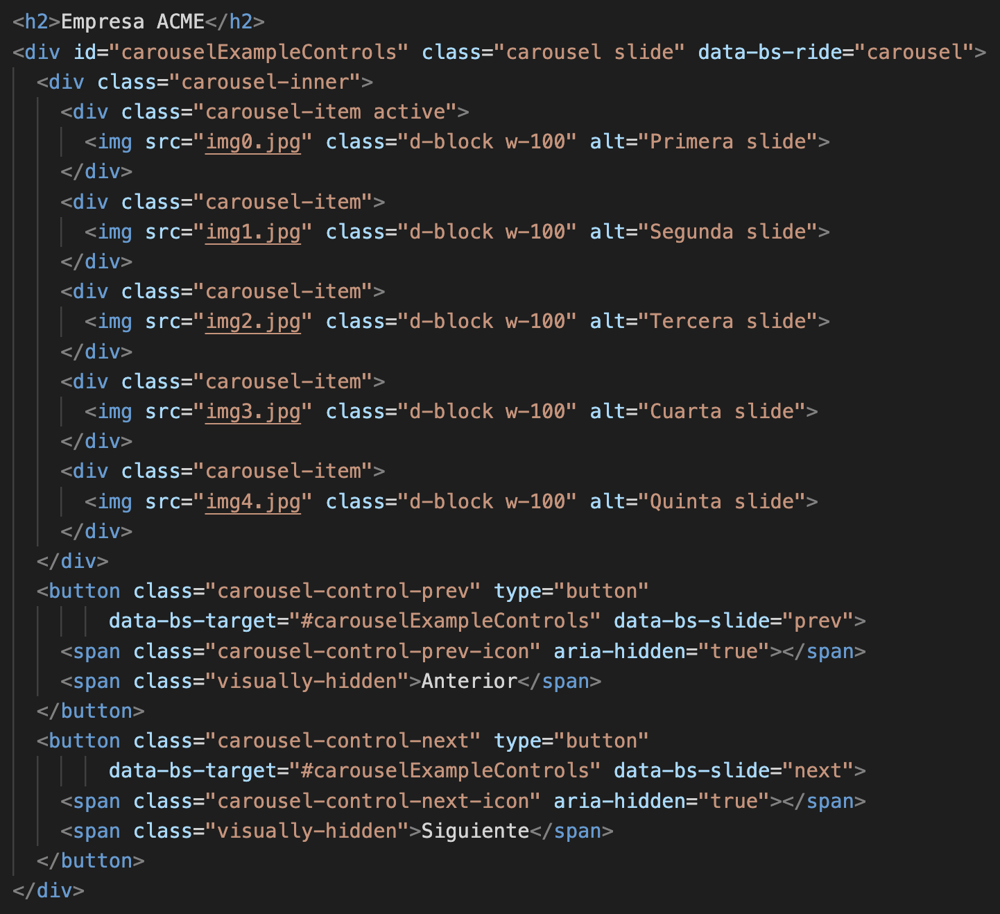 <h2>Empresa ACME</h2>
<div id="carouselExampleControls" class="carousel slide" data-bs-ride="carousel">
  <div class="carousel-inner">
    <div class="carousel-item active">
      <img src="img0.jpg" class="d-block w-100" alt="Primera slide">
    </div>
    <div class="carousel-item">
      <img src="img1.jpg" class="d-block w-100" alt="Segunda slide">
    </div>
    <div class="carousel-item">
      <img src="img2.jpg" class="d-block w-100" alt="Tercera slide">
    </div>
    <div class="carousel-item">
      <img src="img3.jpg" class="d-block w-100" alt="Cuarta slide">
    </div>
    <div class="carousel-item">
      <img src="img4.jpg" class="d-block w-100" alt="Quinta slide">
    </div>
  </div>
  <button class="carousel-control-prev" type="button"
        data-bs-target="#carouselExampleControls" data-bs-slide="prev">
    <span class="carousel-control-prev-icon" aria-hidden="true"></span>
    <span class="visually-hidden">Anterior</span>
  </button>
  <button class="carousel-control-next" type="button"
        data-bs-target="#carouselExampleControls" data-bs-slide="next">
    <span class="carousel-control-next-icon" aria-hidden="true"></span>
    <span class="visually-hidden">Siguiente</span>
  </button>
</div>